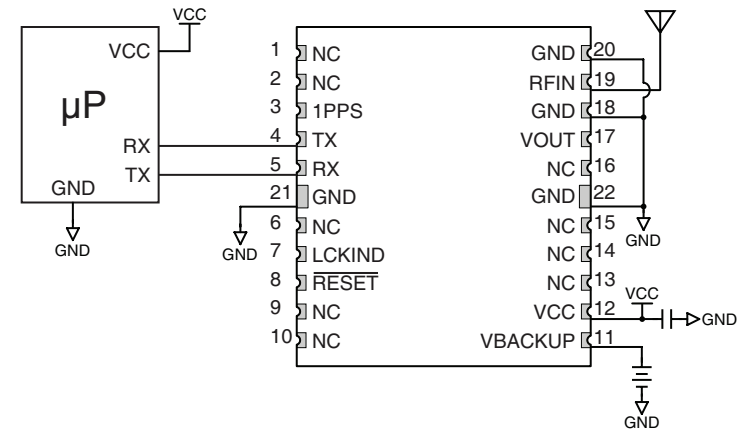 VCC
VCC
µP
RX
TX
GND
GND
1 NC
2 NC
3 1PPS
4 TX
5 RX
21 GND
GND
6 NC
7 LCKIND
8 RESET
9 NC
10 NC
GND 20
RFIN 19
GND 18
VOUT 17
NC 16
GND 22
NC 15
GND
NC 14
NC 13
VCC
VCC 12
GND
VBACKUP 11
GND